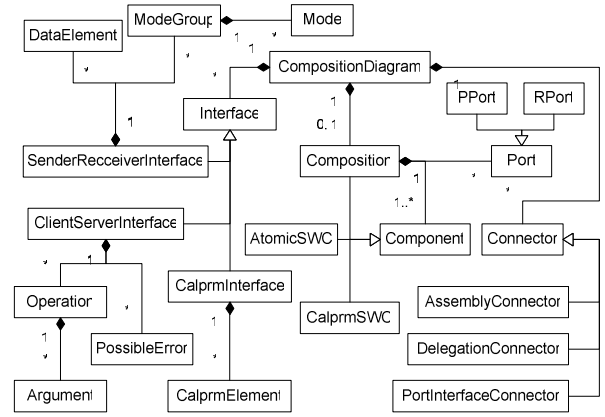 ModeGroup
Mode
DataElement
1
*
*
*
*
CompositionDiagram
1
1
PPort
RPort
Interface
0..1
1
SenderRecceiverInterface
Composition
Port
1
*
*
1..*
ClientServerInterface
AtomicSWC
Component
Connector
*
1
CalprmInterface
Operation
*
AssemblyConnector
CalprmSWC
1
1
PossibleError
DelegationConnector
*
*
Argument
CalprmElement
PortInterfaceConnector